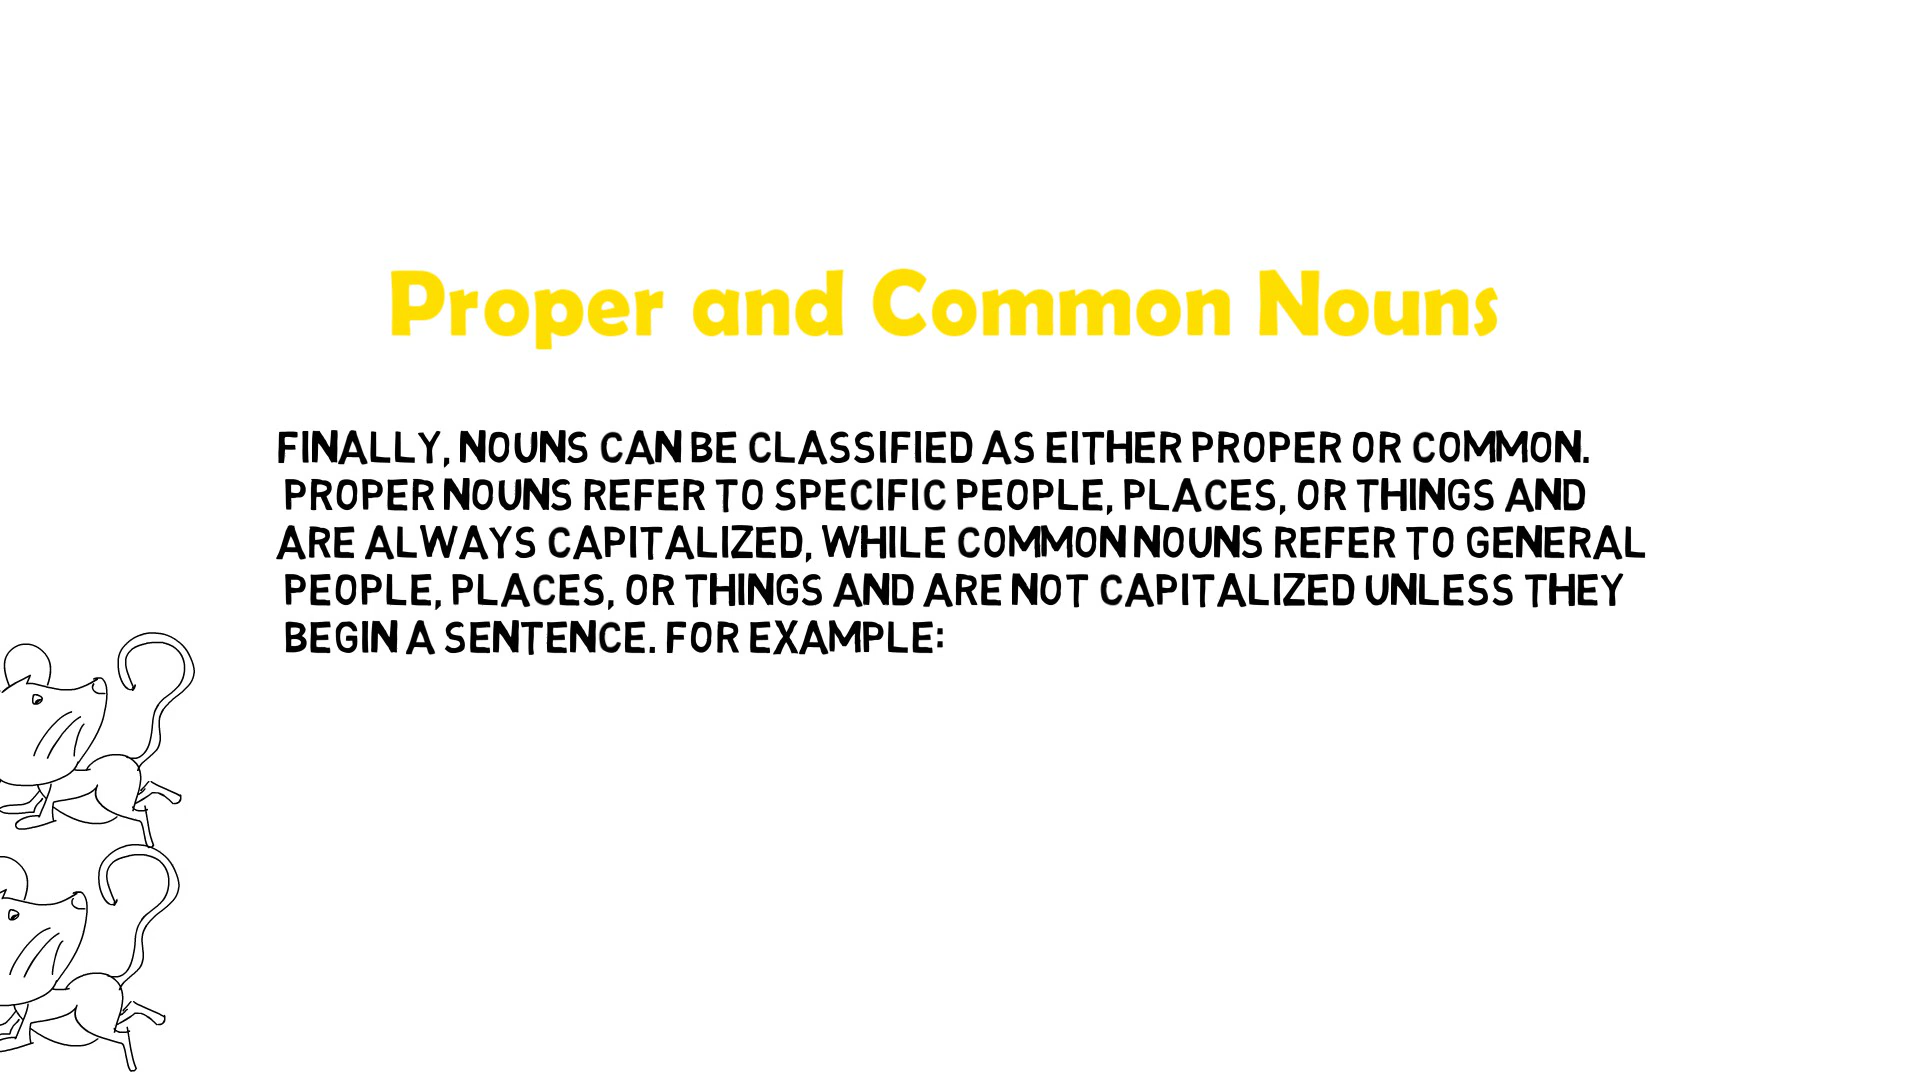 Proper and Common Nouns
FINALLY, NOUNS CAN BE CLASSIFIED AS EITHER PROPER OR COMMON.
PROPER NOUNS REFER TO SPECIFIC PEOPLE, PLACES, OR THINGS AND
ARE ALWAYS CAPITALIZED, WHILE COMMON NOUNS REFER TO GENERAL
PEOPLE, PLACES, OR THINGS AND ARE NOT CAPITALIZED UNLESS THEY
BEGIN A SENTENCE. FOR EXAMPLE: